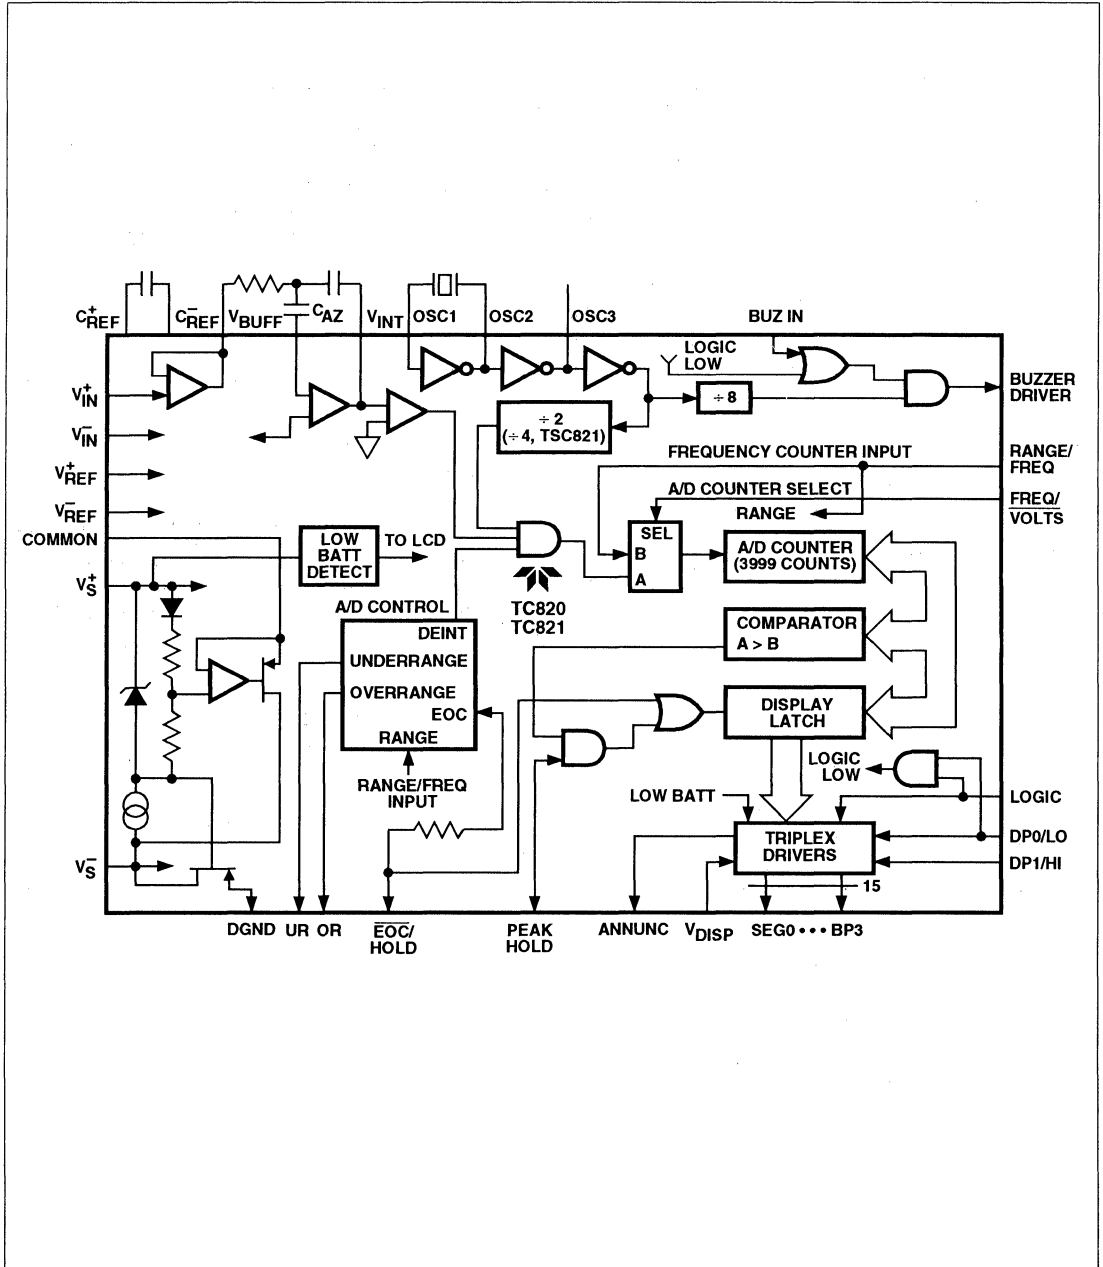 C+REF
C−REF
VBUFF
CAZ
VINT
OSC1
OSC2
OSC3
BUZ IN
LOGIC
LOW
V+IN
÷ 8
BUZZER
DRIVER
÷ 2
(÷ 4, TSC821)
V−IN
FREQUENCY COUNTER INPUT
RANGE/
FREQ
V+REF
A/D COUNTER SELECT
FREQ/
VOLTS
RANGE
V−REF
COMMON
LOW
BATT
DETECT
TO LCD
SEL
B
A
A/D COUNTER
(3999 COUNTS)
V+S
TC820
TC821
A/D CONTROL
DEINT
UNDERRANGE
OVERRANGE
EOC
RANGE
COMPARATOR
A > B
DISPLAY
LATCH
RANGE/FREQ
INPUT
LOGIC
LOW
LOW BATT
LOGIC
TRIPLEX
DRIVERS
DP0/LO
DP1/HI
V−S
15
DGND
UR
OR
EOC/
HOLD
PEAK
HOLD
ANNUNC
VDISP
SEG0 • • • BP3